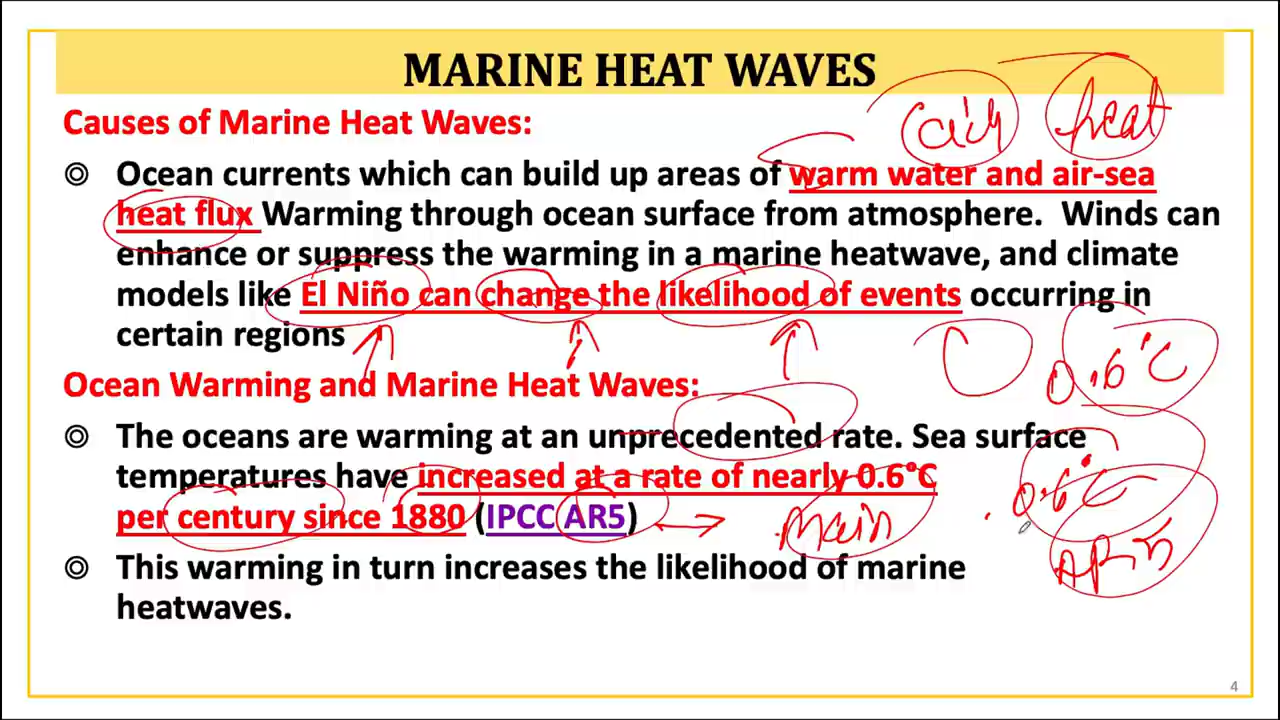 MARINE HEAT WAVES
Causes of Marine Heat Waves:
heat
◎ Ocean currents which can build up areas of warm water and air-sea
heat flux Warming through ocean surface from atmosphere. Winds can
enhance or suppress the warming in a marine heatwave, and climate
models like El Niño can change the likelihood of events occurring in
certain regions
0.6°C
Ocean Warming and Marine Heat Waves:
◎ The oceans are warming at an unprecedented rate. Sea surface
temperatures have increased at a rate of nearly 0.6°C
0.6°C
per century since 1880 (IPCC AR5)
Main
AR5
◎ This warming in turn increases the likelihood of marine
heatwaves.
4